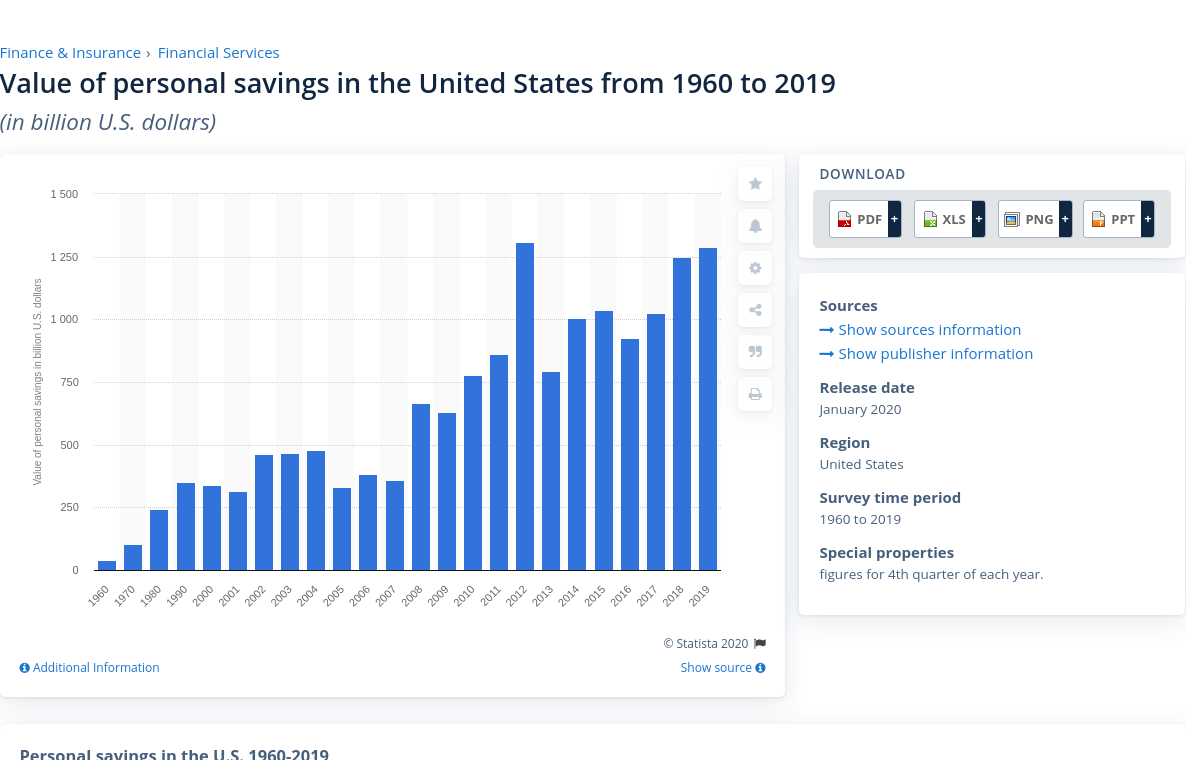 Finance & Insurance › Financial Services
Value of personal savings in the United States from 1960 to 2019
(in billion U.S. dollars)
Value of personal savings in billion U.S. dollars
1 500
1 250
1 000
750
500
250
0
1960 1970 1980 1990 2000 2001 2002 2003 2004 2005 2006 2007 2008 2009 2010 2011 2012 2013 2014 2015 2016 2017 2018 2019
© Statista 2020
Additional Information
Show source
DOWNLOAD
PDF + XLS + PNG + PPT +
Sources
Show sources information
Show publisher information
Release date
January 2020
Region
United States
Survey time period
1960 to 2019
Special properties
figures for 4th quarter of each year.
Personal savings in the U.S. 1960-2019